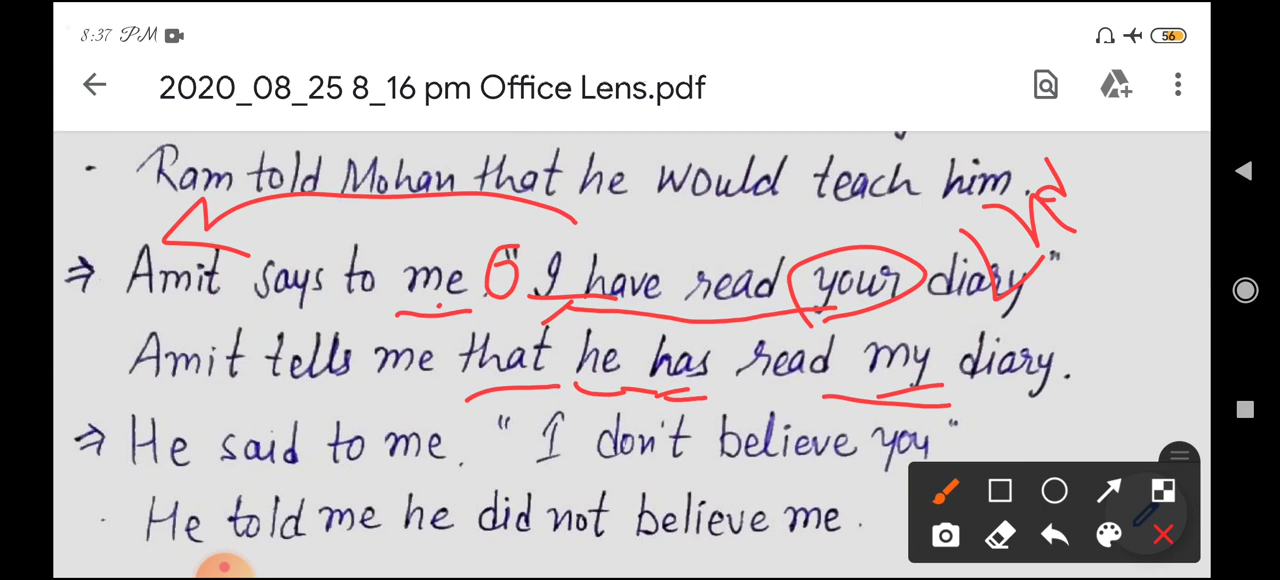 8:37 PM 56
2020_08_25 8_16 pm Office Lens.pdf
· Ram told Mohan that he would teach him.
⇒ Amit says to me. "I have read your diary"
Amit tells me that he has read my diary.
⇒ He said to me. "I don't believe you"
· He told me he did not believe me.